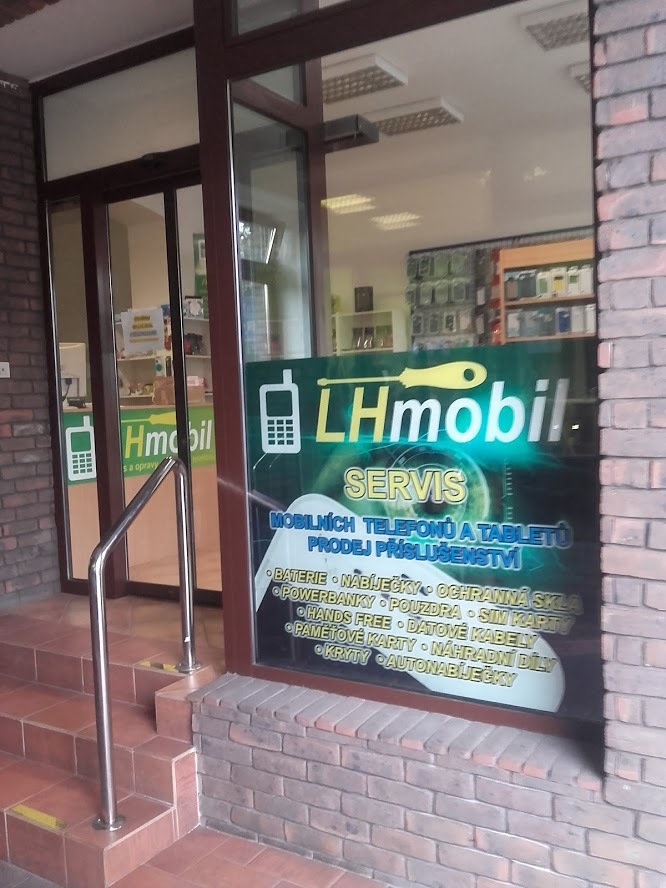 LHmobil
SERVIS
MOBILNÍCH TELEFONŮ A TABLETŮ
PRODEJ PŘÍSLUŠENSTVÍ
• BATERIE • NABÍJEČKY • OCHRANNÁ SKLA
• POWERBANKY • POUZDRA • SIM KARTY
• HANDS FREE • DATOVÉ KABELY
• PAMĚŤOVÉ KARTY • NÁHRADNÍ DÍLY
• KRYTY • AUTONABÍJEČKY
Hmobil
s a opravy